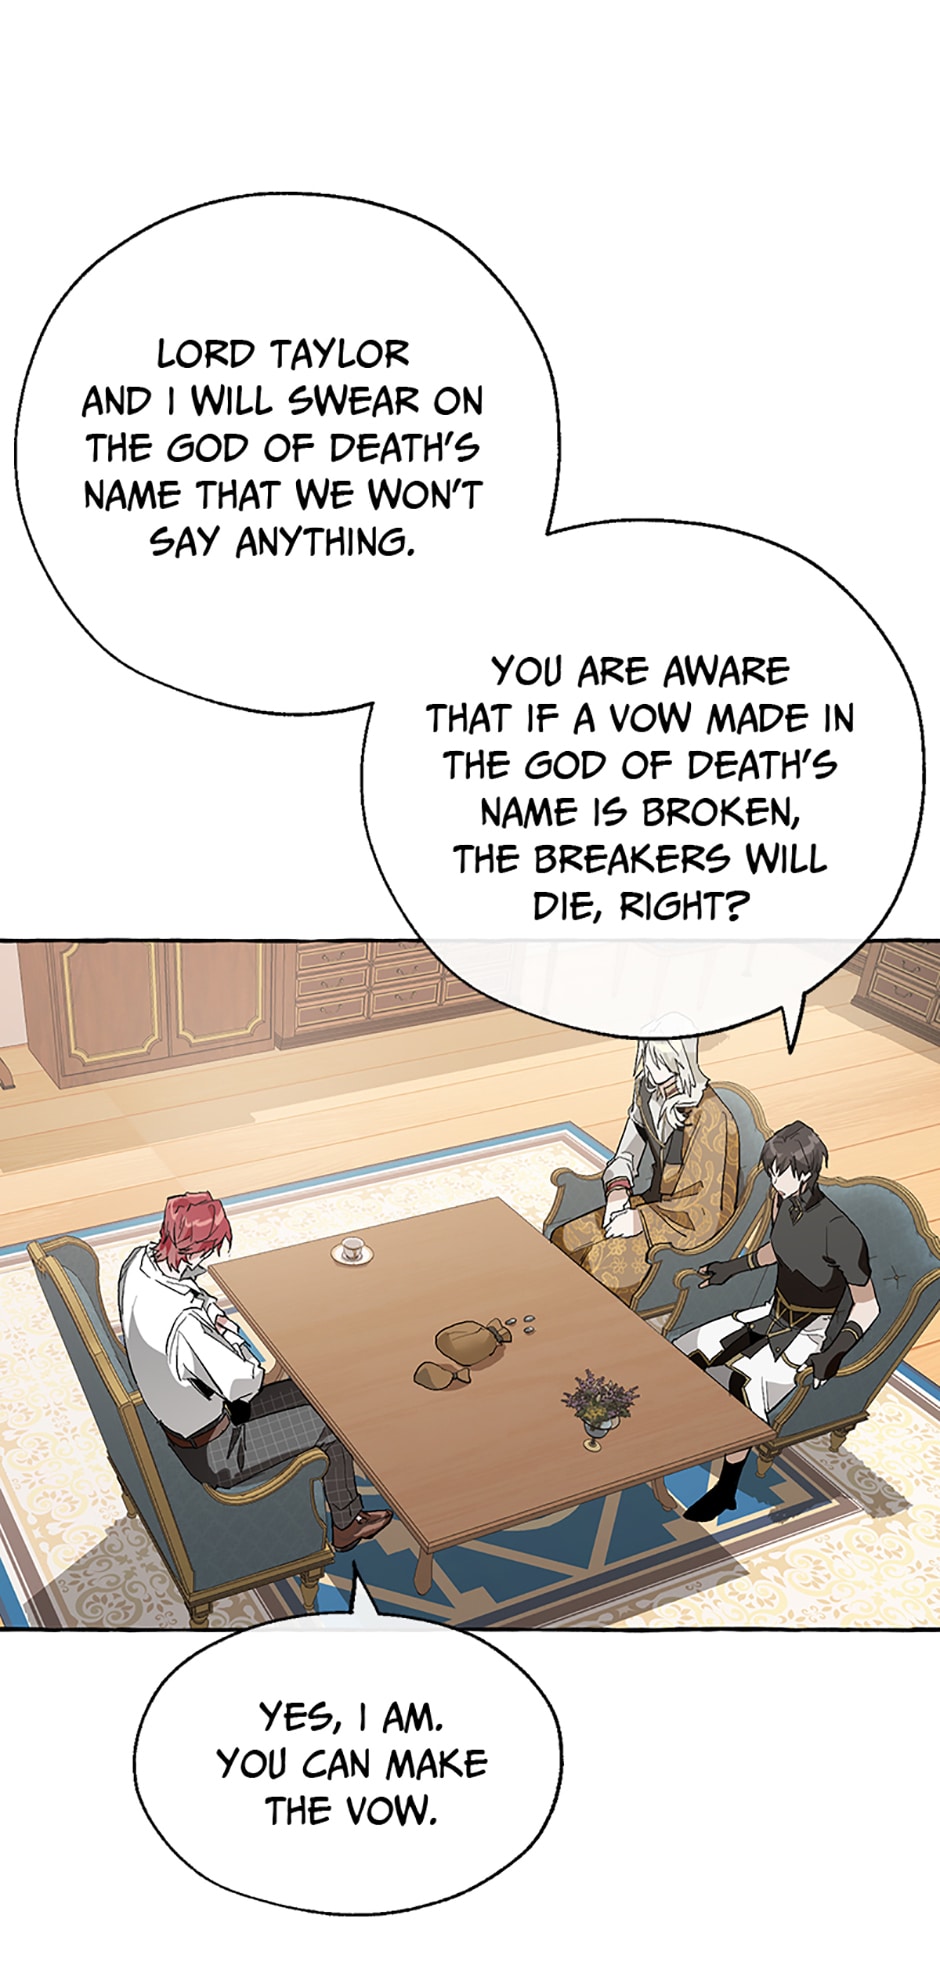 LORD TAYLOR
AND I WILL SWEAR ON
THE GOD OF DEATH'S
NAME THAT WE WON'T
SAY ANYTHING.
YOU ARE AWARE
THAT IF A VOW MADE IN
THE GOD OF DEATH'S
NAME IS BROKEN,
THE BREAKERS WILL
DIE, RIGHT?
YES, I AM.
YOU CAN MAKE
THE VOW.